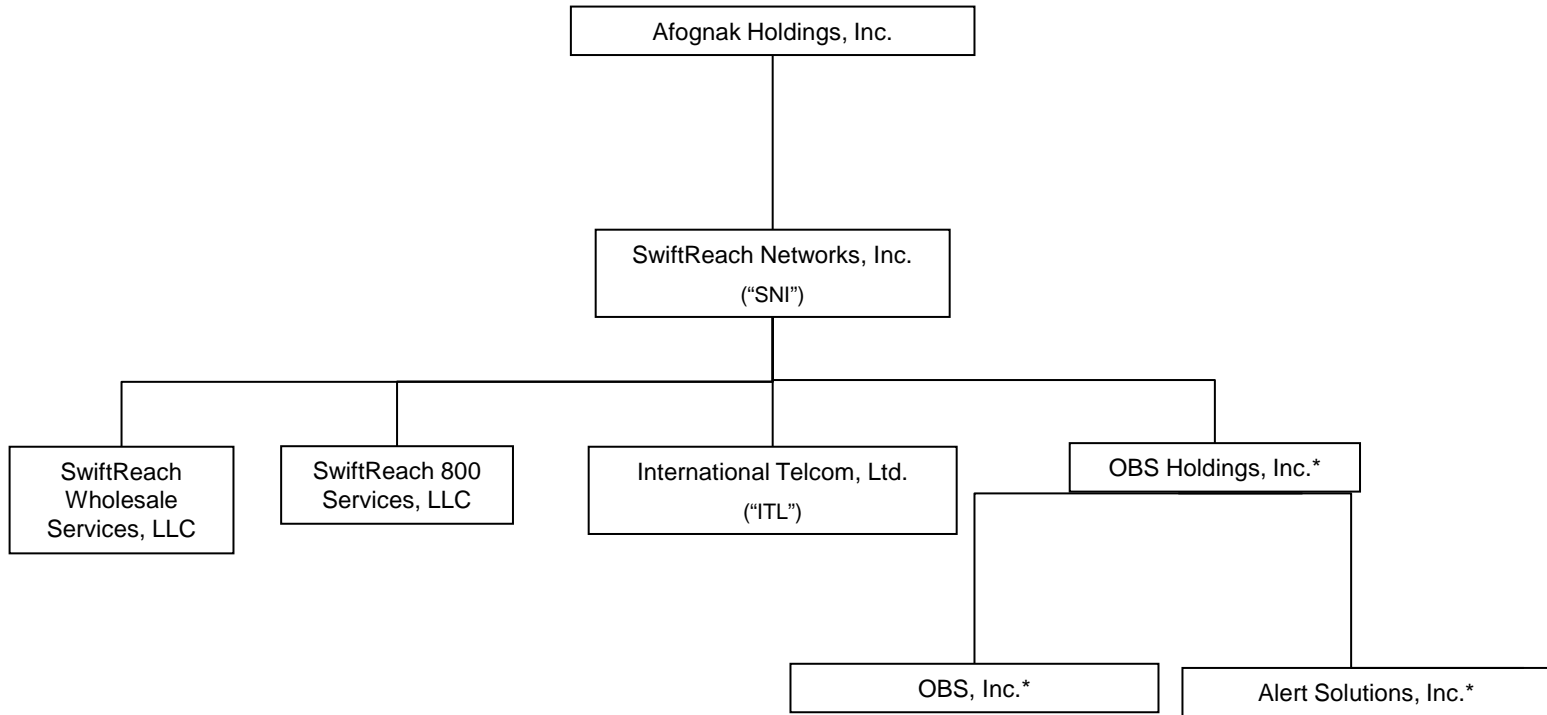 Afognak Holdings, Inc.
SwiftReach Networks, Inc.
(“SNI”)
SwiftReach
Wholesale
Services, LLC
SwiftReach 800
Services, LLC
International Telcom, Ltd.
(“ITL”)
OBS Holdings, Inc.*
OBS, Inc.*
Alert Solutions, Inc.*